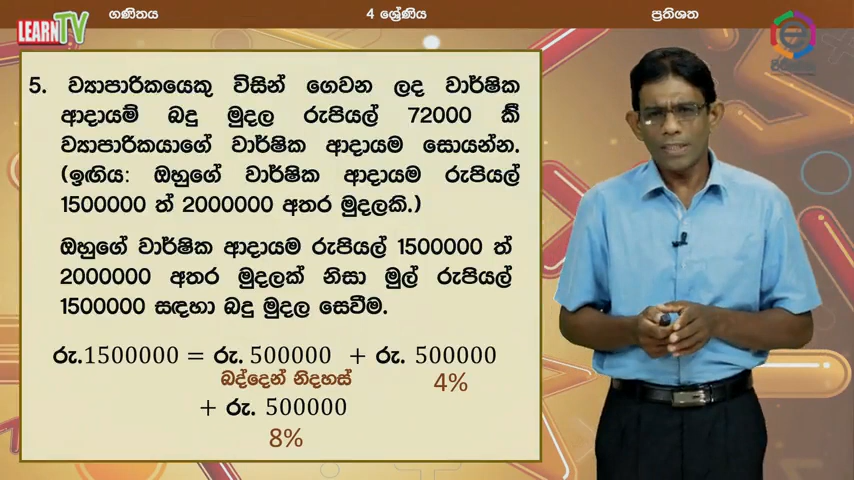 LEARN TV
ගණිතය
4 ශ්‍රේණිය
ප්‍රතිශත
5. ව්‍යාපාරිකයෙකු විසින් ගෙවන ලද වාර්ෂික
ආදායම් බදු මුදල රුපියල් 72000 කි
ව්‍යාපාරිකයාගේ වාර්ෂික ආදායම සොයන්න.
(ඉඟිය: ඔහුගේ වාර්ෂික ආදායම රුපියල්
1500000 ත් 2000000 අතර මුදලකි.)
ඔහුගේ වාර්ෂික ආදායම රුපියල් 1500000 ත්
2000000 අතර මුදලක් නිසා මුල් රුපියල්
1500000 සඳහා බදු මුදල සෙවීම.
රු.1500000 = රු. 500000 + රු. 500000
බද්දෙන් නිදහස් 4%
+ රු. 500000
8%